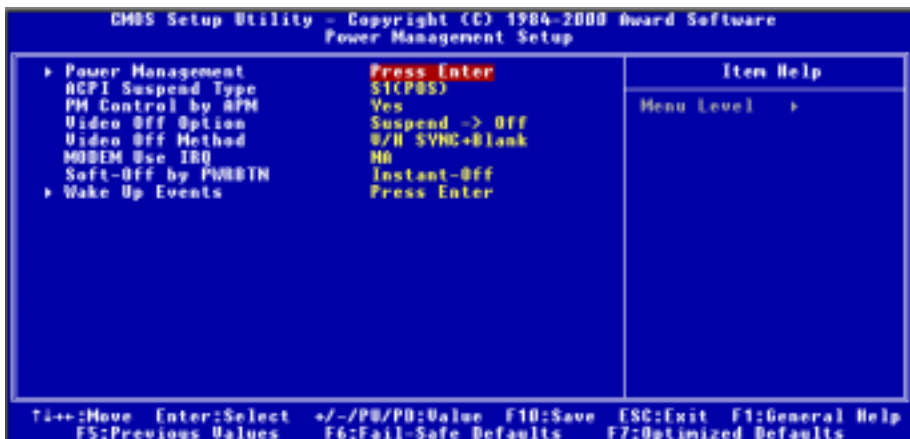 CMOS Setup Utility - Copyright (C) 1984-2000 Award Software
Power Management Setup
▸ Power Management Press Enter
ACPI Suspend Type S1(POS)
PM Control by APM Yes
Video Off Option Suspend -> Off
Video Off Method V/H SYNC+Blank
MODEM Use IRQ NA
Soft-Off by PWRBTN Instant-Off
▸ Wake Up Events Press Enter
Item Help
Menu Level ▸
↑↓→←:Move Enter:Select +/-/PU/PD:Value F10:Save ESC:Exit F1:General Help
F5:Previous Values F6:Fail-Safe Defaults F7:Optimized Defaults